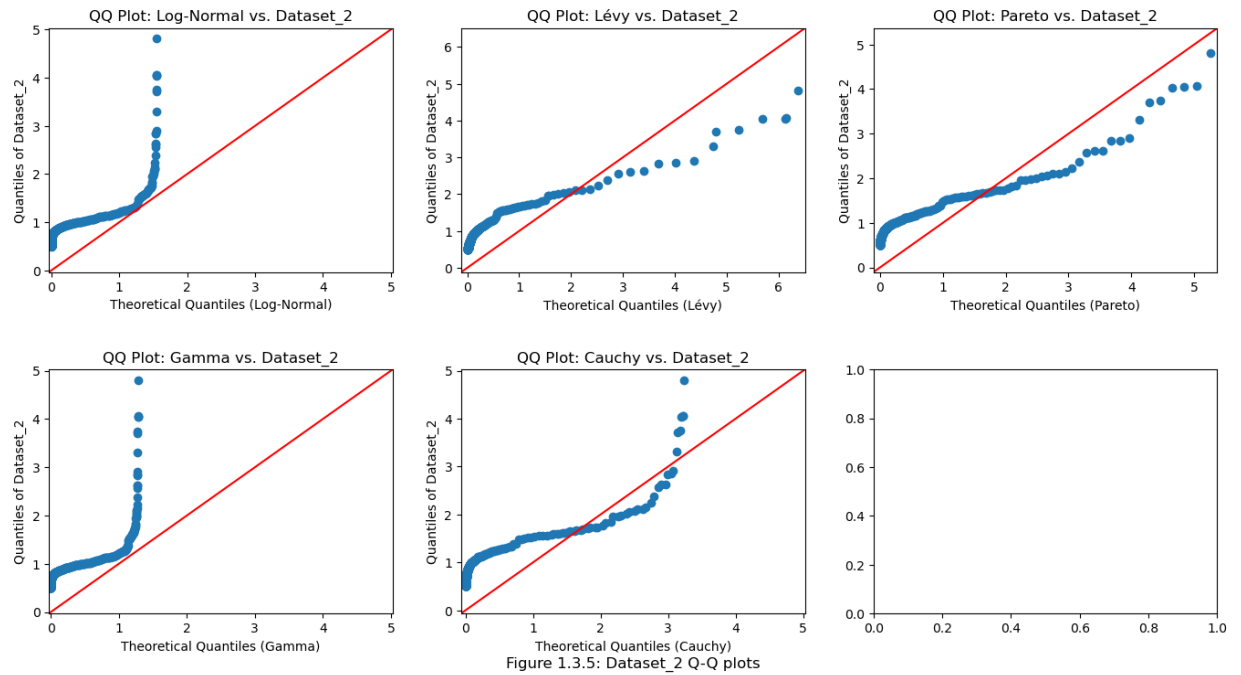 QQ Plot: Log-Normal vs. Dataset_2
Quantiles of Dataset_2
5
4
3
2
1
0
0 1 2 3 4 5
Theoretical Quantiles (Log-Normal)
QQ Plot: Lévy vs. Dataset_2
Quantiles of Dataset_2
6
5
4
3
2
1
0
0 1 2 3 4 5 6
Theoretical Quantiles (Lévy)
QQ Plot: Pareto vs. Dataset_2
Quantiles of Dataset_2
5
4
3
2
1
0
0 1 2 3 4 5
Theoretical Quantiles (Pareto)
QQ Plot: Gamma vs. Dataset_2
Quantiles of Dataset_2
5
4
3
2
1
0
0 1 2 3 4 5
Theoretical Quantiles (Gamma)
QQ Plot: Cauchy vs. Dataset_2
Quantiles of Dataset_2
5
4
3
2
1
0
0 1 2 3 4 5
Theoretical Quantiles (Cauchy)
1.0
0.8
0.6
0.4
0.2
0.0
0.0 0.2 0.4 0.6 0.8 1.0
Figure 1.3.5: Dataset_2 Q-Q plots